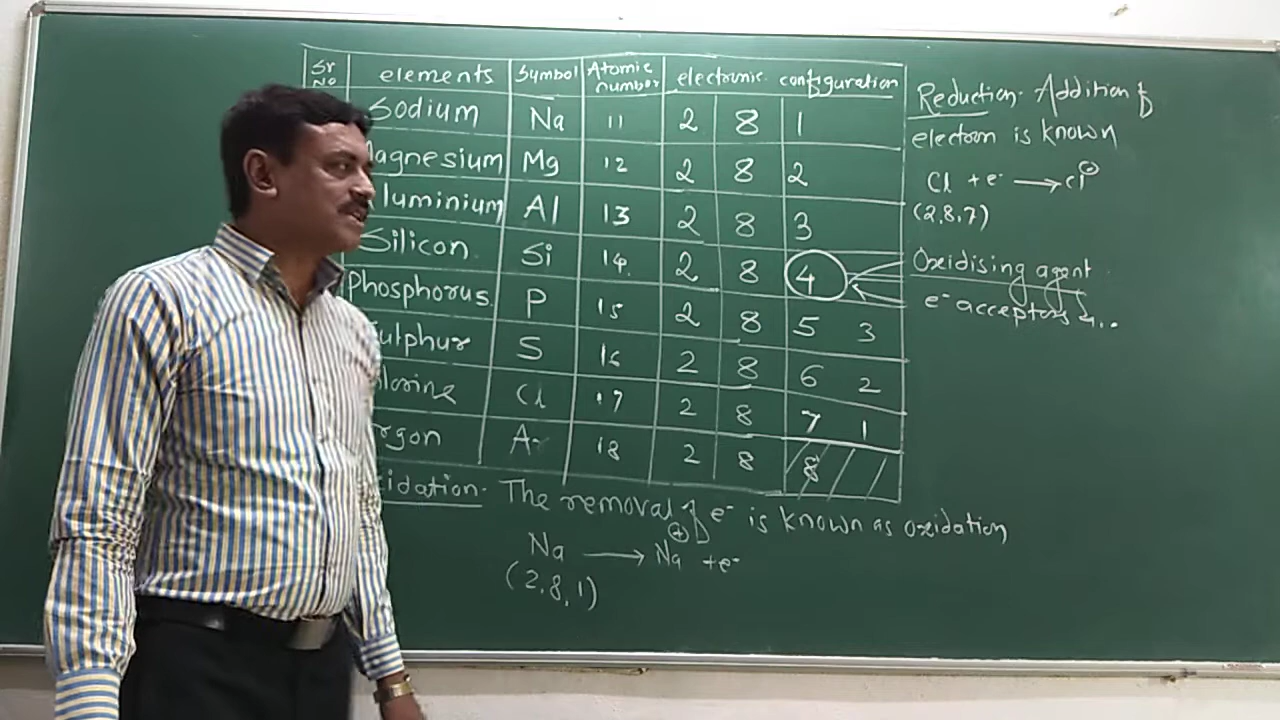 Sr No elements Symbol Atomic number electronic configuration
Sodium Na 11 2 8 1
agnesium Mg 12 2 8 2
luminium Al 13 2 8 3
Silicon Si 14 2 8 4
Phosphorus P 15 2 8 5 3
ulphur S 16 2 8 6 2
lorine Cl 17 2 8 7 1
rgon Ar 18 2 8 8
idation- The removal of e⁻ is known as oxidation
Na ⟶ Na⊕ + e⁻
(2,8,1)
Reduction- Addition of
electron is known
Cl + e⁻ ⟶ Cl⊖
(2,8,7)
Oxidising agent
e⁻ acceptors